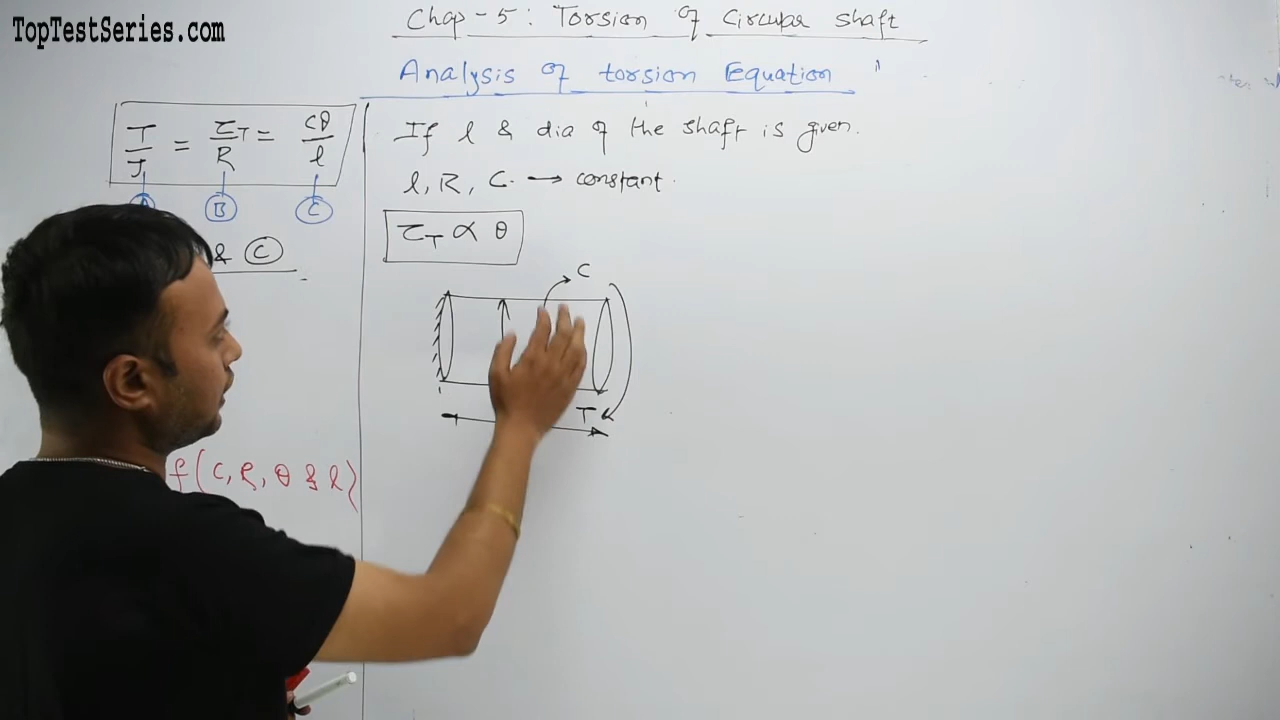 TopTestSeries.com
Chap-5: Torsion of Circular shaft
Analysis of torsion Equation
T/J = τ_T/R = Cθ/l
A B C
& C
If l & dia of the shaft is given.
l, R, C. → constant.
τ_T ∝ θ
C
T
f(C, R, θ & l)